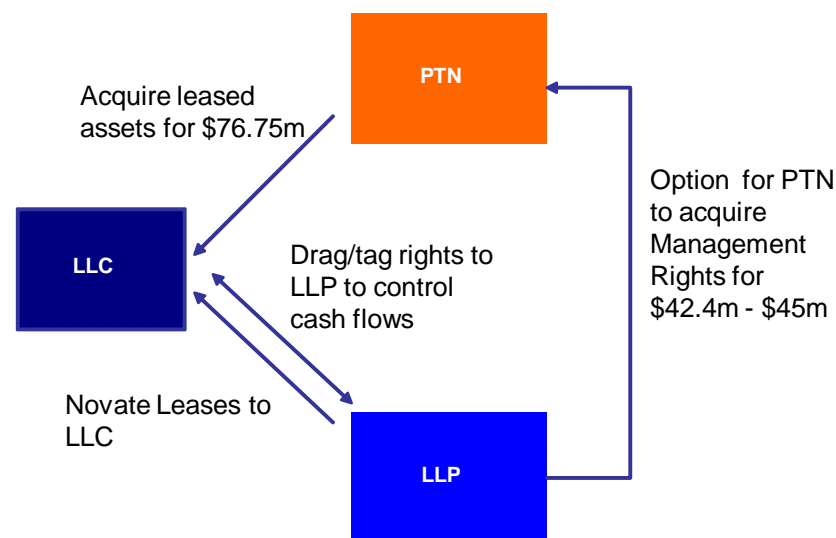 PTN
Acquire leased
assets for $76.75m
Option for PTN
to acquire
Management
Rights for
$42.4m - $45m
LLC
Drag/tag rights to
LLP to control
cash flows
Novate Leases to
LLC
LLP